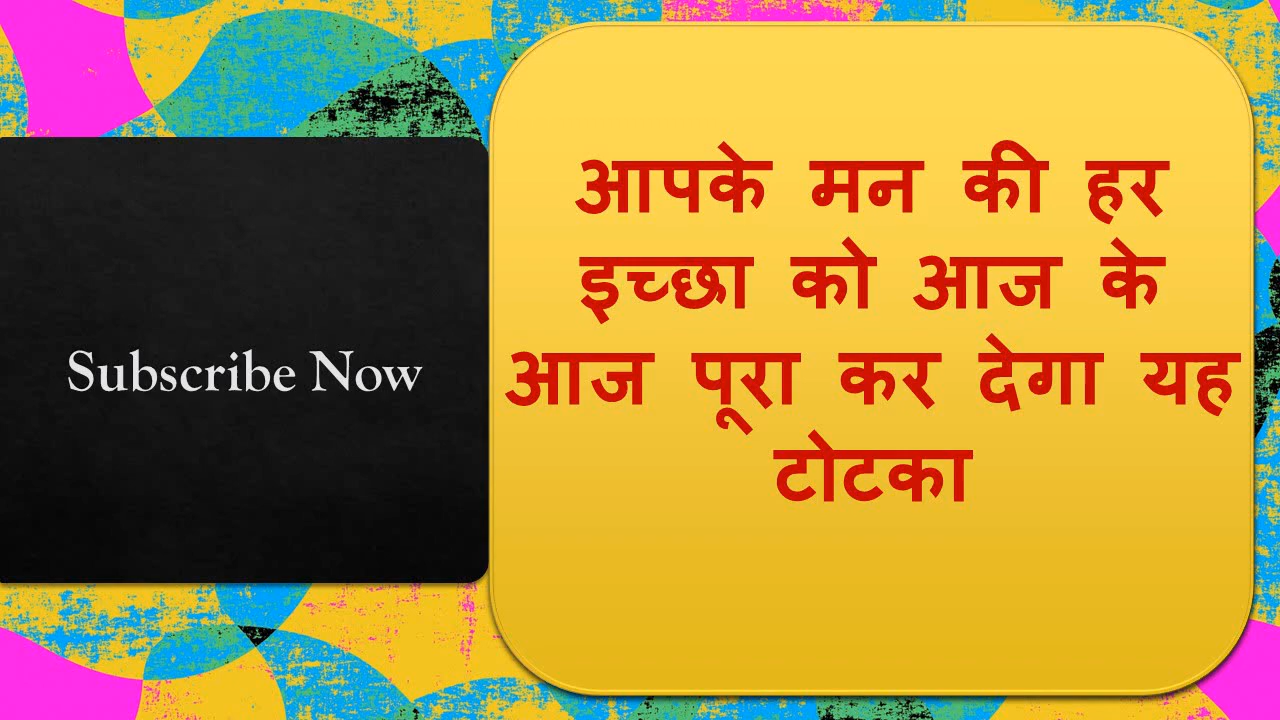 Subscribe Now
आपके मन की हर
इच्छा को आज के
आज पूरा कर देगा यह
टोटका